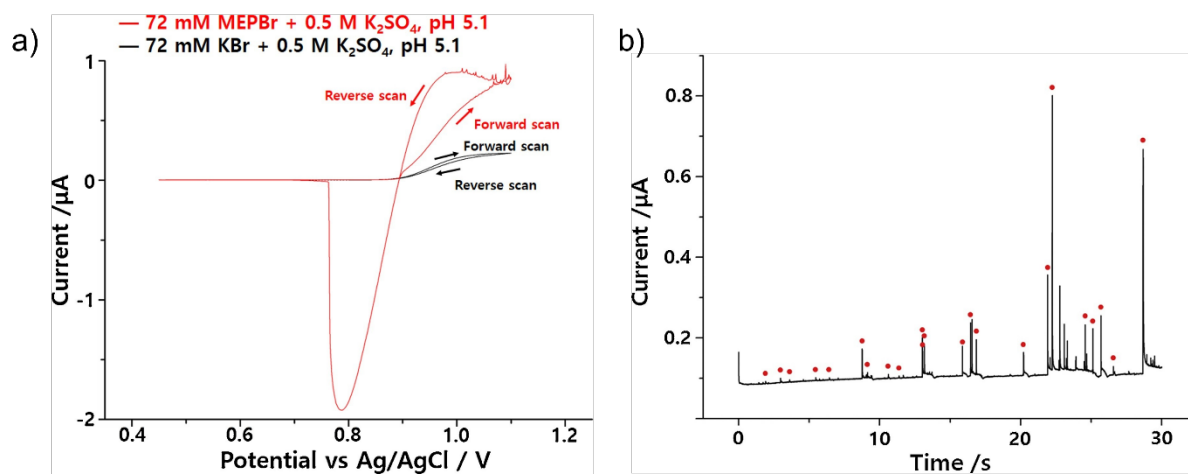 a)
— 72 mM MEPBr + 0.5 M K₂SO₄, pH 5.1
— 72 mM KBr + 0.5 M K₂SO₄, pH 5.1
Current /µA
1
0
-1
-2
Reverse scan
Forward scan
Forward scan
Reverse scan
0.4 0.6 0.8 1.0 1.2
Potential vs Ag/AgCl / V
b)
Current /µA
0.8
0.6
0.4
0.2
0 10 20 30
Time /s